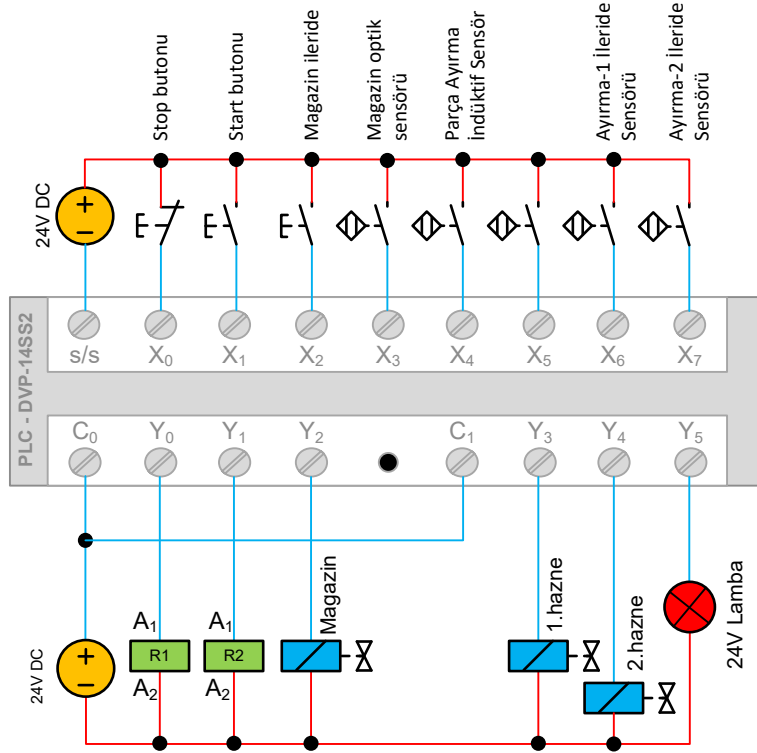 Stop butonu
Start butonu
Magazin ileride
Magazin optik
sensörü
Parça Ayırma
İndüktif Sensör
Ayırma-1 İleride
Sensörü
Ayırma-2 İleride
Sensörü
24V DC
+
−
PLC - DVP-14SS2
s/s
X0
X1
X2
X3
X4
X5
X6
X7
C0
Y0
Y1
Y2
C1
Y3
Y4
Y5
24V DC
+
−
A1
R1
A2
A1
R2
A2
Magazin
1.hazne
2.hazne
24V Lamba